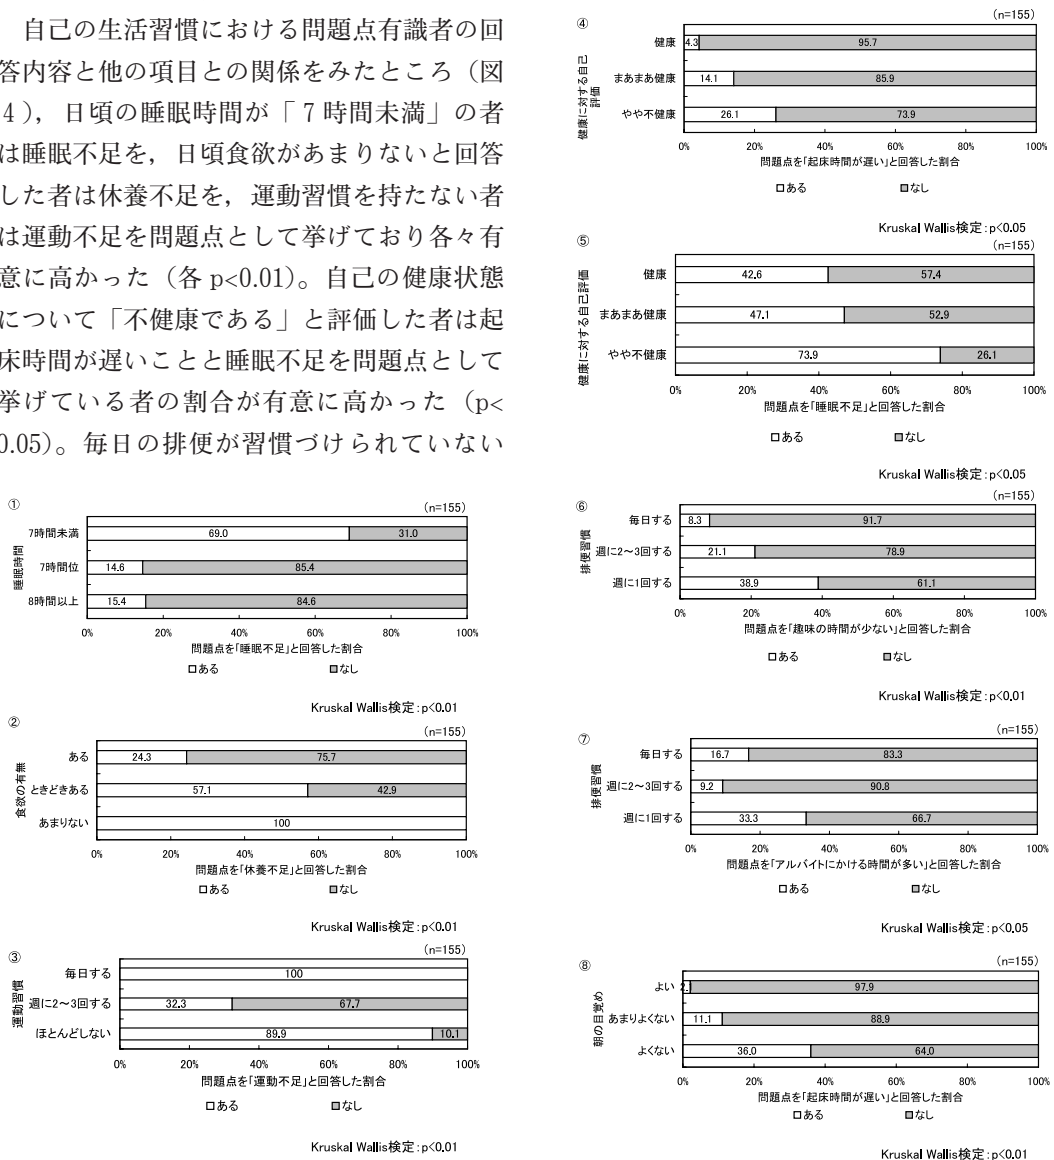 自己の生活習慣における問題点有識者の回
答内容と他の項目との関係をみたところ（図
4），日頃の睡眠時間が「7時間未満」の者
は睡眠不足を，日頃食欲があまりないと回答
した者は休養不足を，運動習慣を持たない者
は運動不足を問題点として挙げており各々有
意に高かった（各 p<0.01)。自己の健康状態
について「不健康である」と評価した者は起
床時間が遅いことと睡眠不足を問題点として
挙げている者の割合が有意に高かった（p<
0.05)。毎日の排便が習慣づけられていない
①
(n=155)
睡眠時間
7時間未満 69.0 31.0
7時間位 14.6 85.4
8時間以上 15.4 84.6
0% 20% 40% 60% 80% 100%
問題点を「睡眠不足」と回答した割合
□ある ■なし
Kruskal Wallis検定:p<0.01
②
(n=155)
食欲の有無
ある 24.3 75.7
ときどきある 57.1 42.9
あまりない 100
0% 20% 40% 60% 80% 100%
問題点を「休養不足」と回答した割合
□ある ■なし
Kruskal Wallis検定:p<0.01
③
(n=155)
運動習慣
毎日する 100
週に2～3回する 32.3 67.7
ほとんどしない 89.9 10.1
0% 20% 40% 60% 80% 100%
問題点を「運動不足」と回答した割合
□ある ■なし
Kruskal Wallis検定:p<0.01
④
(n=155)
健康に対する自己
評価
健康 4.3 95.7
まあまあ健康 14.1 85.9
やや不健康 26.1 73.9
0% 20% 40% 60% 80% 100%
問題点を「起床時間が遅い」と回答した割合
□ある ■なし
Kruskal Wallis検定:p<0.05
⑤
(n=155)
健康に対する自己評価
健康 42.6 57.4
まあまあ健康 47.1 52.9
やや不健康 73.9 26.1
0% 20% 40% 60% 80% 100%
問題点を「睡眠不足」と回答した割合
□ある ■なし
Kruskal Wallis検定:p<0.05
⑥
(n=155)
排便習慣
毎日する 8.3 91.7
週に2～3回する 21.1 78.9
週に1回する 38.9 61.1
0% 20% 40% 60% 80% 100%
問題点を「趣味の時間が少ない」と回答した割合
□ある ■なし
Kruskal Wallis検定:p<0.01
⑦
(n=155)
排便習慣
毎日する 16.7 83.3
週に2～3回する 9.2 90.8
週に1回する 33.3 66.7
0% 20% 40% 60% 80% 100%
問題点を「アルバイトにかける時間が多い」と回答した割合
□ある ■なし
Kruskal Wallis検定:p<0.05
⑧
(n=155)
朝の目覚め
よい 97.9
あまりよくない 11.1 88.9
よくない 36.0 64.0
0% 20% 40% 60% 80% 100%
問題点を「起床時間が遅い」と回答した割合
□ある ■なし
Kruskal Wallis検定:p<0.01